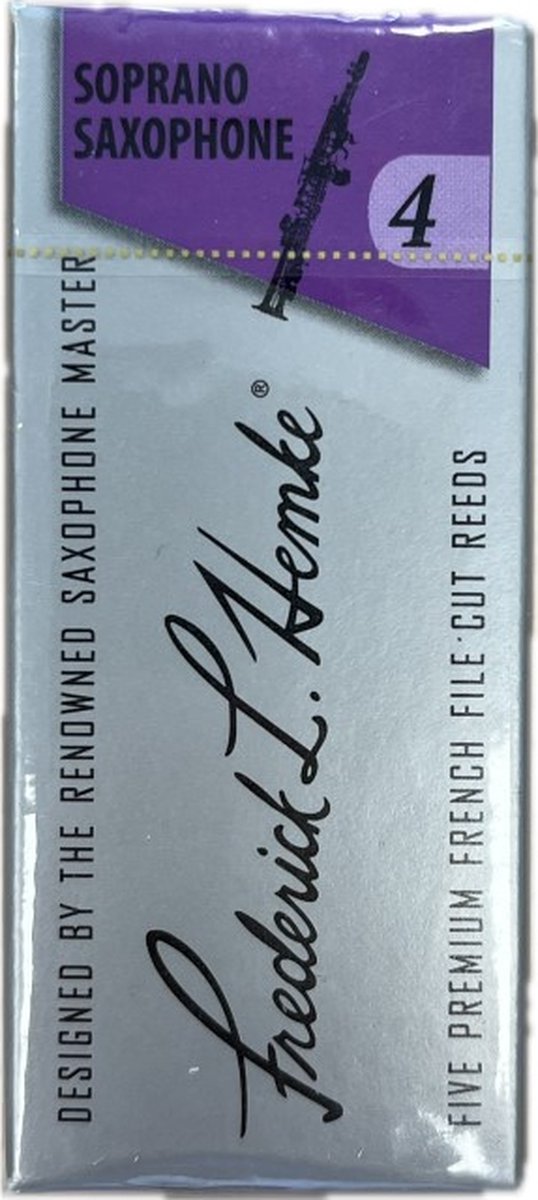 SOPRANO
SAXOPHONE
4
DESIGNED BY THE RENOWNED SAXOPHONE MASTER
Frederick L. Hemke®
FIVE PREMIUM FRENCH FILE·CUT REEDS